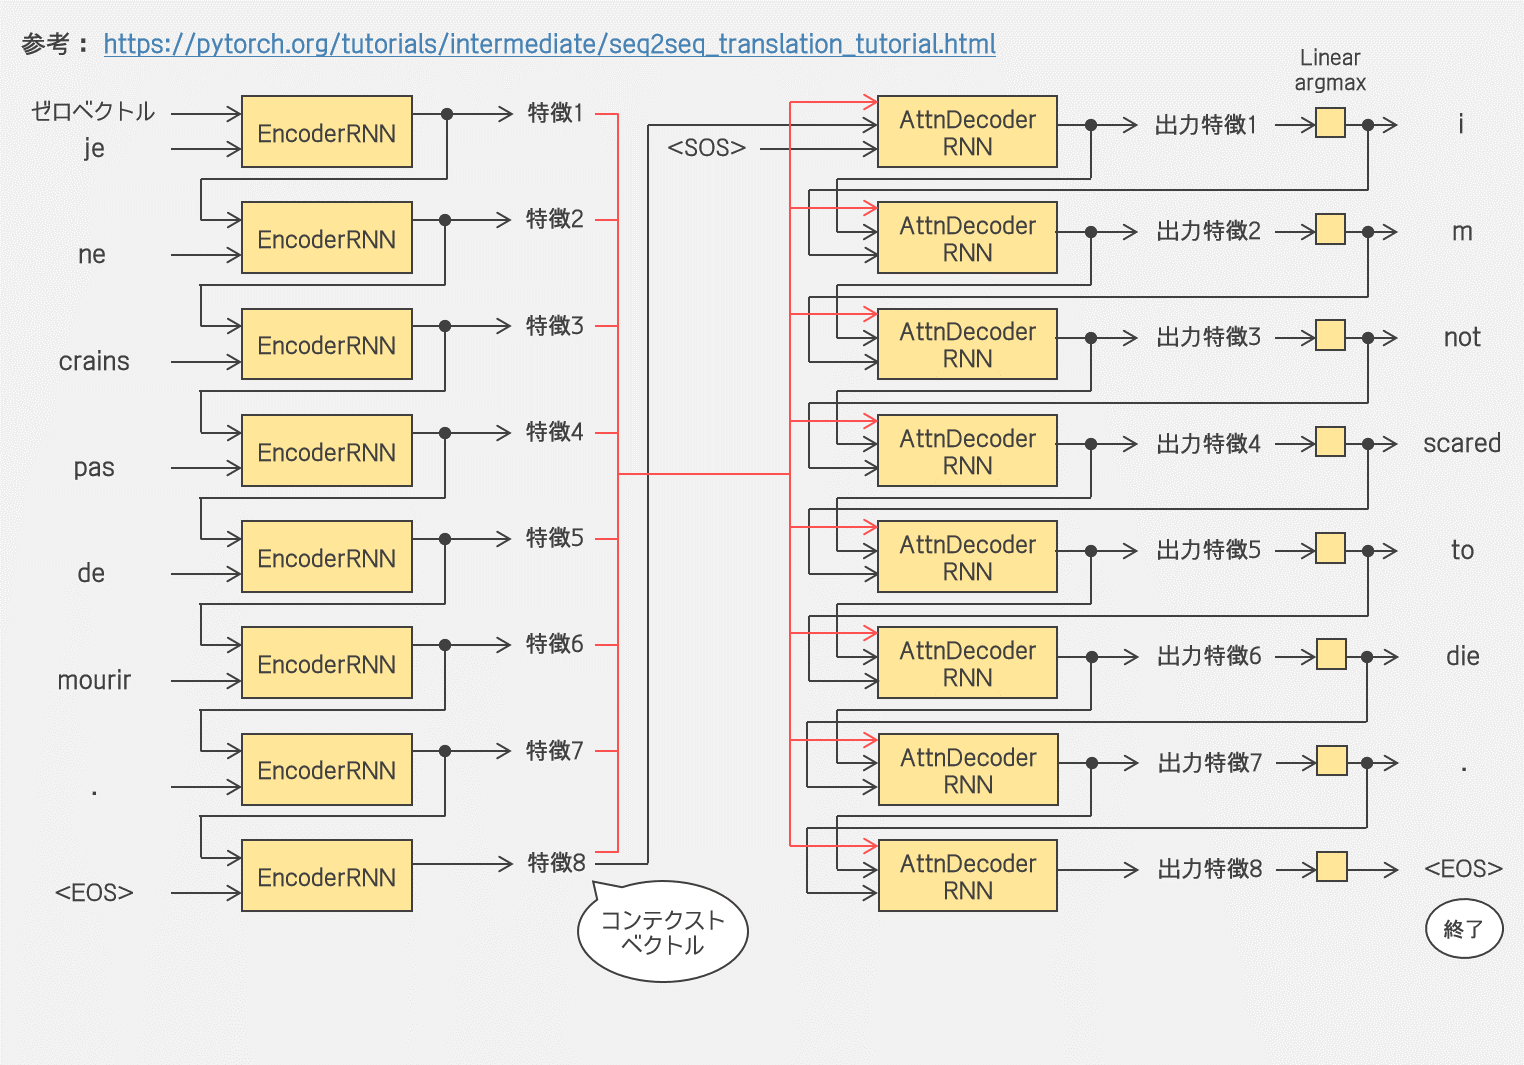 参考： https://pytorch.org/tutorials/intermediate/seq2seq_translation_tutorial.html
Linear
argmax
ゼロベクトル
je
EncoderRNN
特徴1
<SOS>
AttnDecoder
RNN
出力特徴1
i
ne
EncoderRNN
特徴2
AttnDecoder
RNN
出力特徴2
m
crains
EncoderRNN
特徴3
AttnDecoder
RNN
出力特徴3
not
pas
EncoderRNN
特徴4
AttnDecoder
RNN
出力特徴4
scared
de
EncoderRNN
特徴5
AttnDecoder
RNN
出力特徴5
to
mourir
EncoderRNN
特徴6
AttnDecoder
RNN
出力特徴6
die
.
EncoderRNN
特徴7
AttnDecoder
RNN
出力特徴7
.
<EOS>
EncoderRNN
特徴8
AttnDecoder
RNN
出力特徴8
<EOS>
コンテクスト
ベクトル
終了